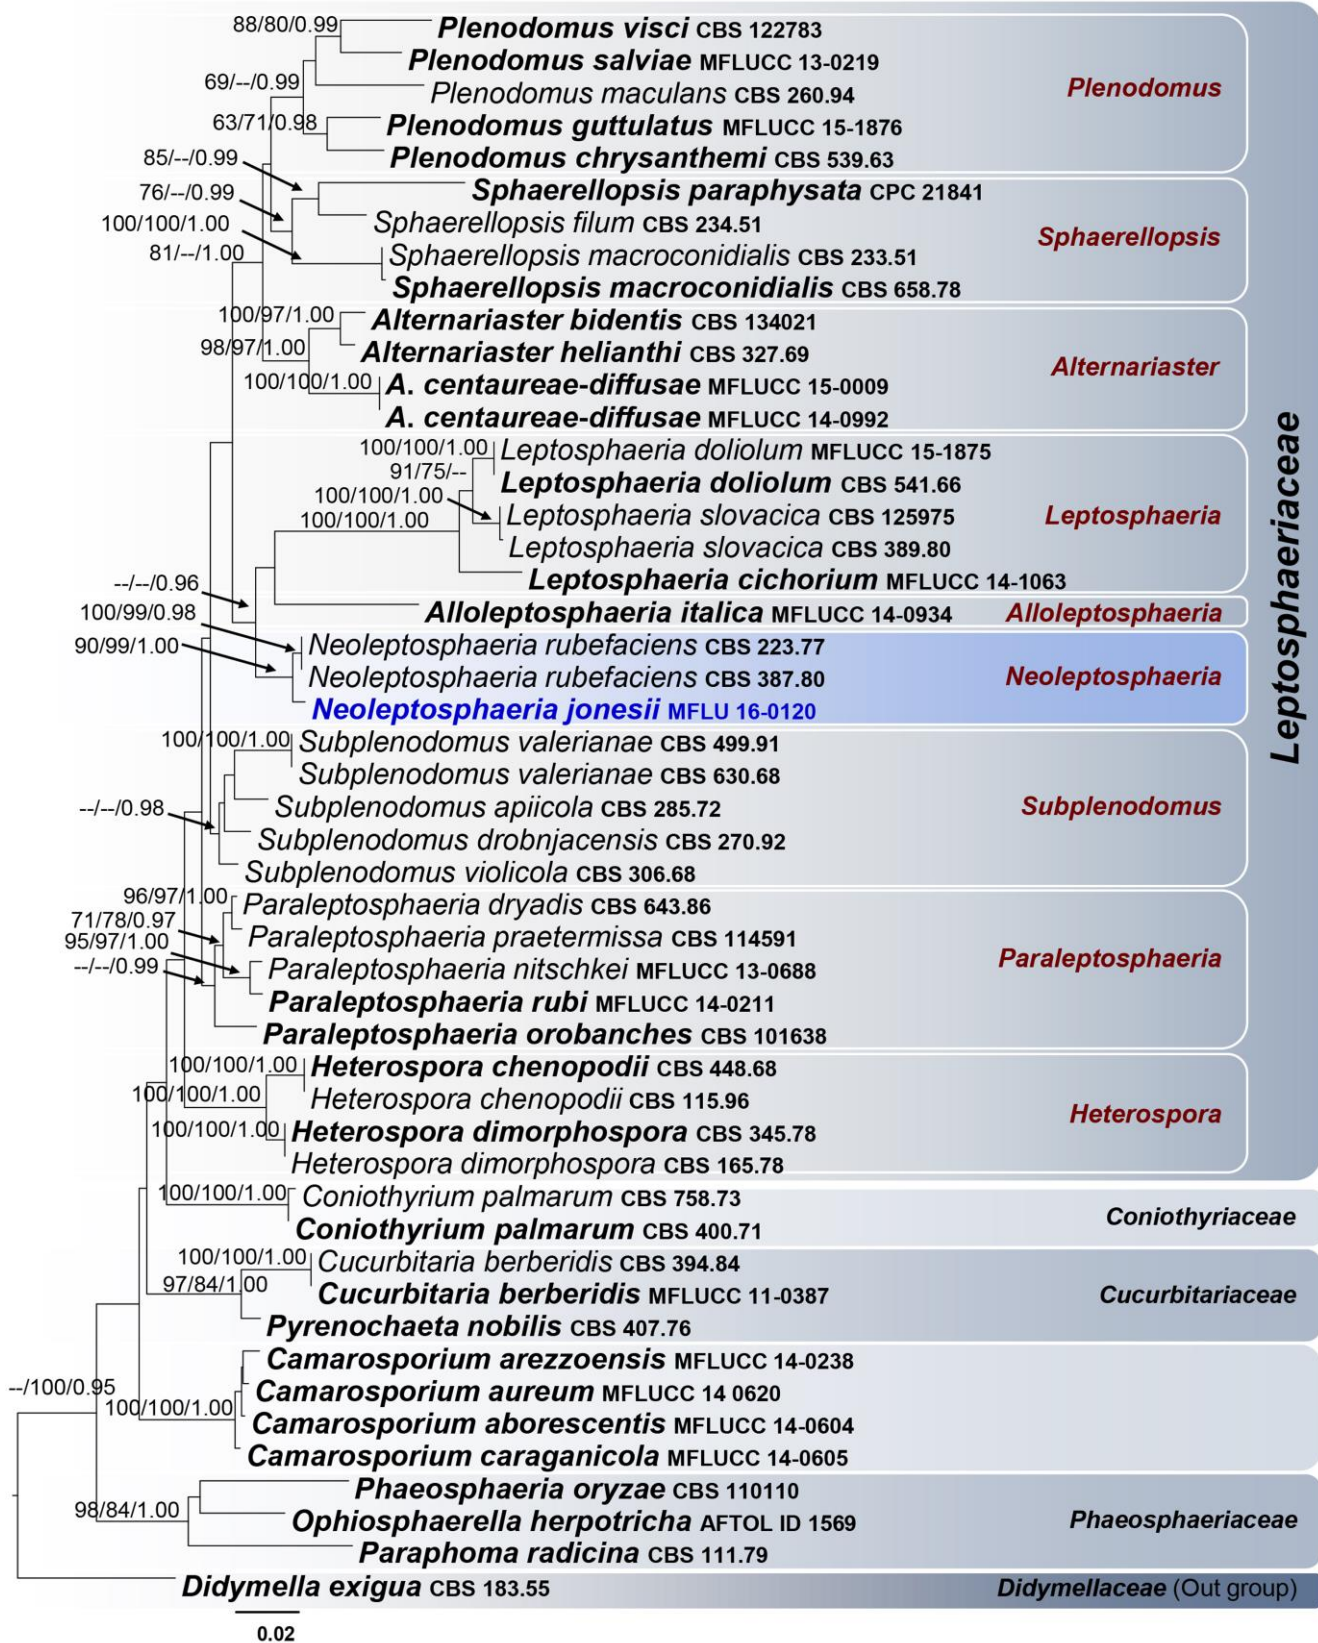 88/80/0.99
Plenodomus visci CBS 122783
Plenodomus salviae MFLUCC 13-0219
69/--/0.99
Plenodomus maculans CBS 260.94
Plenodomus
63/71/0.98
Plenodomus guttulatus MFLUCC 15-1876
Plenodomus chrysanthemi CBS 539.63
85/--/0.99
Sphaerellopsis paraphysata CPC 21841
76/--/0.99
Sphaerellopsis filum CBS 234.51
100/100/1.00
Sphaerellopsis
81/--/1.00
Sphaerellopsis macroconidialis CBS 233.51
Sphaerellopsis macroconidialis CBS 658.78
100/97/1.00
Alternariaster bidentis CBS 134021
98/97/1.00
Alternariaster helianthi CBS 327.69
Alternariaster
100/100/1.00
A. centaureae-diffusae MFLUCC 15-0009
A. centaureae-diffusae MFLUCC 14-0992
100/100/1.00
Leptosphaeria doliolum MFLUCC 15-1875
91/75/--
Leptosphaeria doliolum CBS 541.66
100/100/1.00
Leptosphaeria slovacica CBS 125975
Leptosphaeria
100/100/1.00
Leptosphaeria slovacica CBS 389.80
Leptosphaeria cichorium MFLUCC 14-1063
--/--/0.96
Alloleptosphaeria italica MFLUCC 14-0934
Alloleptosphaeria
100/99/0.98
90/99/1.00
Neoleptosphaeria rubefaciens CBS 223.77
Neoleptosphaeria rubefaciens CBS 387.80
Neoleptosphaeria
Neoleptosphaeria jonesii MFLU 16-0120
Leptosphaeriaceae
100/100/1.00
Subplenodomus valerianae CBS 499.91
Subplenodomus valerianae CBS 630.68
--/--/0.98
Subplenodomus apiicola CBS 285.72
Subplenodomus
Subplenodomus drobnjacensis CBS 270.92
Subplenodomus violicola CBS 306.68
96/97/1.00
Paraleptosphaeria dryadis CBS 643.86
71/78/0.97
95/97/1.00
Paraleptosphaeria praetermissa CBS 114591
--/--/0.99
Paraleptosphaeria nitschkei MFLUCC 13-0688
Paraleptosphaeria
Paraleptosphaeria rubi MFLUCC 14-0211
Paraleptosphaeria orobanches CBS 101638
100/100/1.00
Heterospora chenopodii CBS 448.68
100/100/1.00
Heterospora chenopodii CBS 115.96
Heterospora
100/100/1.00
Heterospora dimorphospora CBS 345.78
Heterospora dimorphospora CBS 165.78
100/100/1.00
Coniothyrium palmarum CBS 758.73
Coniothyriaceae
Coniothyrium palmarum CBS 400.71
100/100/1.00
Cucurbitaria berberidis CBS 394.84
97/84/1.00
Cucurbitaria berberidis MFLUCC 11-0387
Cucurbitariaceae
Pyrenochaeta nobilis CBS 407.76
Camarosporium arezzoensis MFLUCC 14-0238
--/100/0.95
Camarosporium aureum MFLUCC 14 0620
100/100/1.00
Camarosporium aborescentis MFLUCC 14-0604
Camarosporium caraganicola MFLUCC 14-0605
Phaeosphaeria oryzae CBS 110110
98/84/1.00
Ophiosphaerella herpotricha AFTOL ID 1569
Phaeosphaeriaceae
Paraphoma radicina CBS 111.79
Didymella exigua CBS 183.55
Didymellaceae (Out group)
0.02